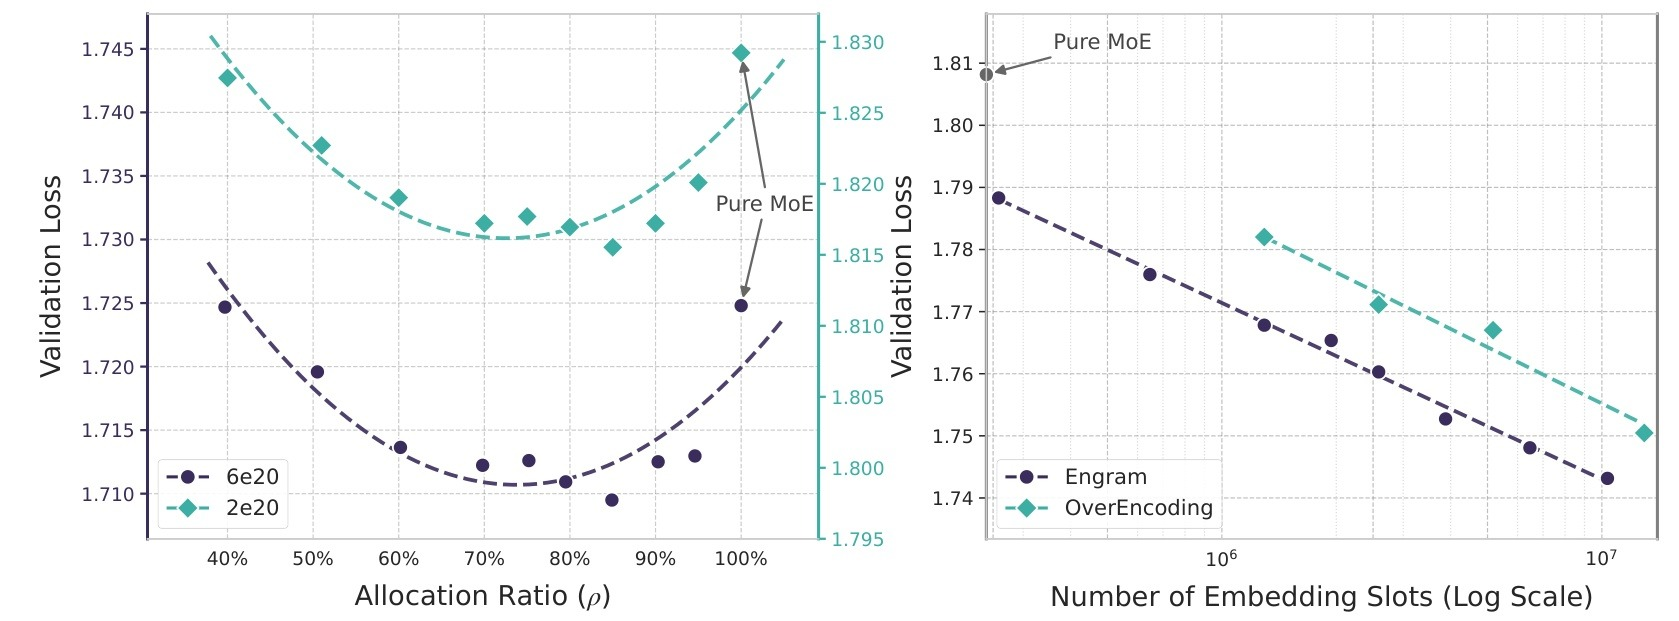 1.745
1.740
1.735
1.730
1.725
1.720
1.715
1.710
Validation Loss
1.830
1.825
1.820
1.815
1.810
1.805
1.800
1.795
Pure MoE
6e20
2e20
40% 50% 60% 70% 80% 90% 100%
Allocation Ratio (ρ)
1.81
1.80
1.79
1.78
1.77
1.76
1.75
1.74
Validation Loss
Pure MoE
Engram
OverEncoding
10⁶ 10⁷
Number of Embedding Slots (Log Scale)